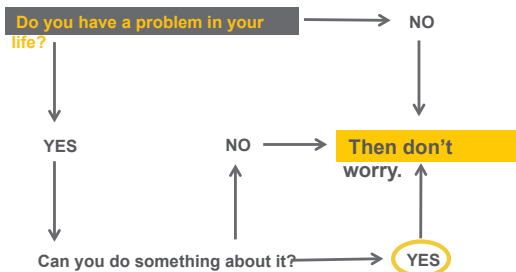 Do you have a problem in your
life?
NO
YES
NO
Then don't
worry.
Can you do something about it?
YES